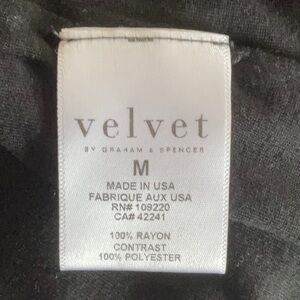 velvet
BY GRAHAM & SPENCER
M
MADE IN USA
FABRIQUE AUX USA
RN# 109220
CA# 42241
100% RAYON
CONTRAST
100% POLYESTER